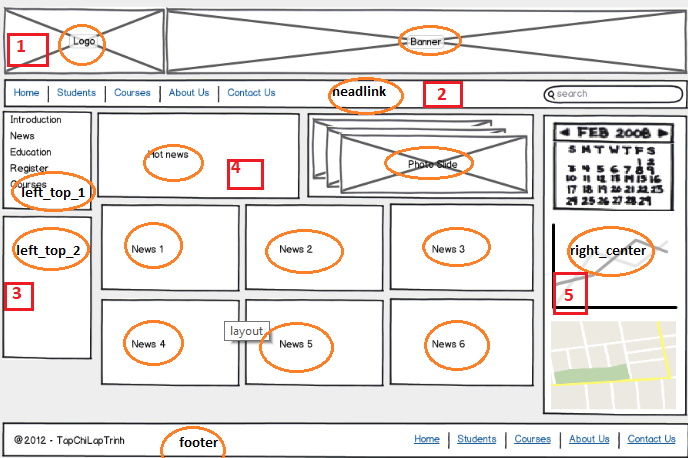 Logo
Banner
1
Home Students Courses About Us Contact Us neadlink 2 search
Introduction
News
Education
Register
Courses
left_top_1
Hot news
4
Photo Slide
FEB 2008
S M T W T F S
1 2
3 4 5 6 7 8 9
10 11 12 13 14 15 16
17 18 19 20 21 22 23
24 25 26 27 28 29
left_top_2
3
News 1 News 2 News 3
right_center
5
News 4 layout News 5 News 6
@ 2012 - TapChiLapTrinh footer Home Students Courses About Us Contact Us